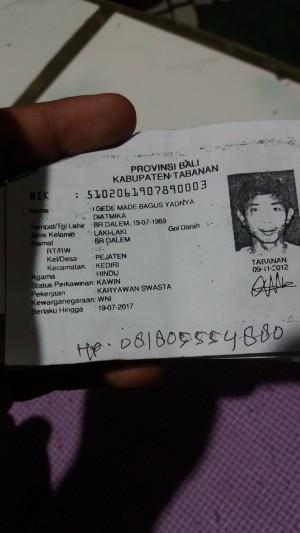 PROVINSI BALI
KABUPATEN TABANAN
NIK : 5102061907890003
Nama : I GEDE MADE BAGUS YADNYA
DIATMIKA
Tempat/Tgl Lahir : BR DALEM, 19-07-1989
Jenis Kelamin : LAKI-LAKI Gol Darah : -
Alamat : BR DALEM
RT/RW : -/-
Kel/Desa : PEJATEN
Kecamatan : KEDIRI
Agama : HINDU
Status Perkawinan : KAWIN
Pekerjaan : KARYAWAN SWASTA
Kewarganegaraan : WNI
Berlaku Hingga : 19-07-2017
TABANAN
09-11-2012
Hp. 081805554880